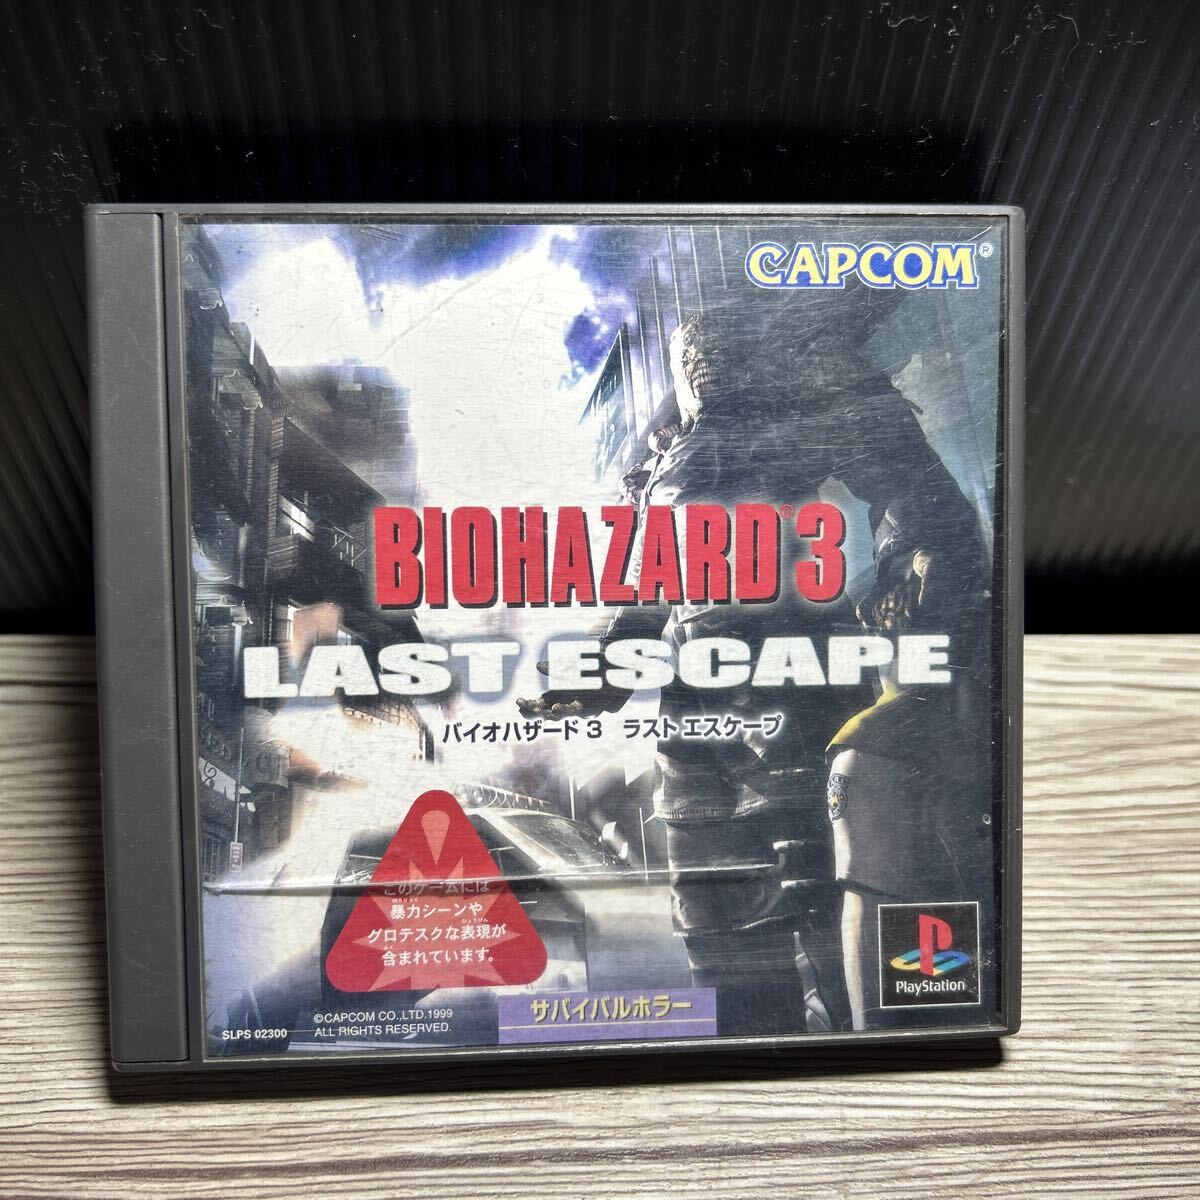 CAPCOM®
BIOHAZARD®3
LAST ESCAPE
バイオハザード3 ラスト エスケープ
このゲームには
暴力シーンや
グロテスクな表現が
含まれています。
©CAPCOM CO.,LTD.1999
ALL RIGHTS RESERVED.
SLPS 02300
サバイバルホラー
PlayStation